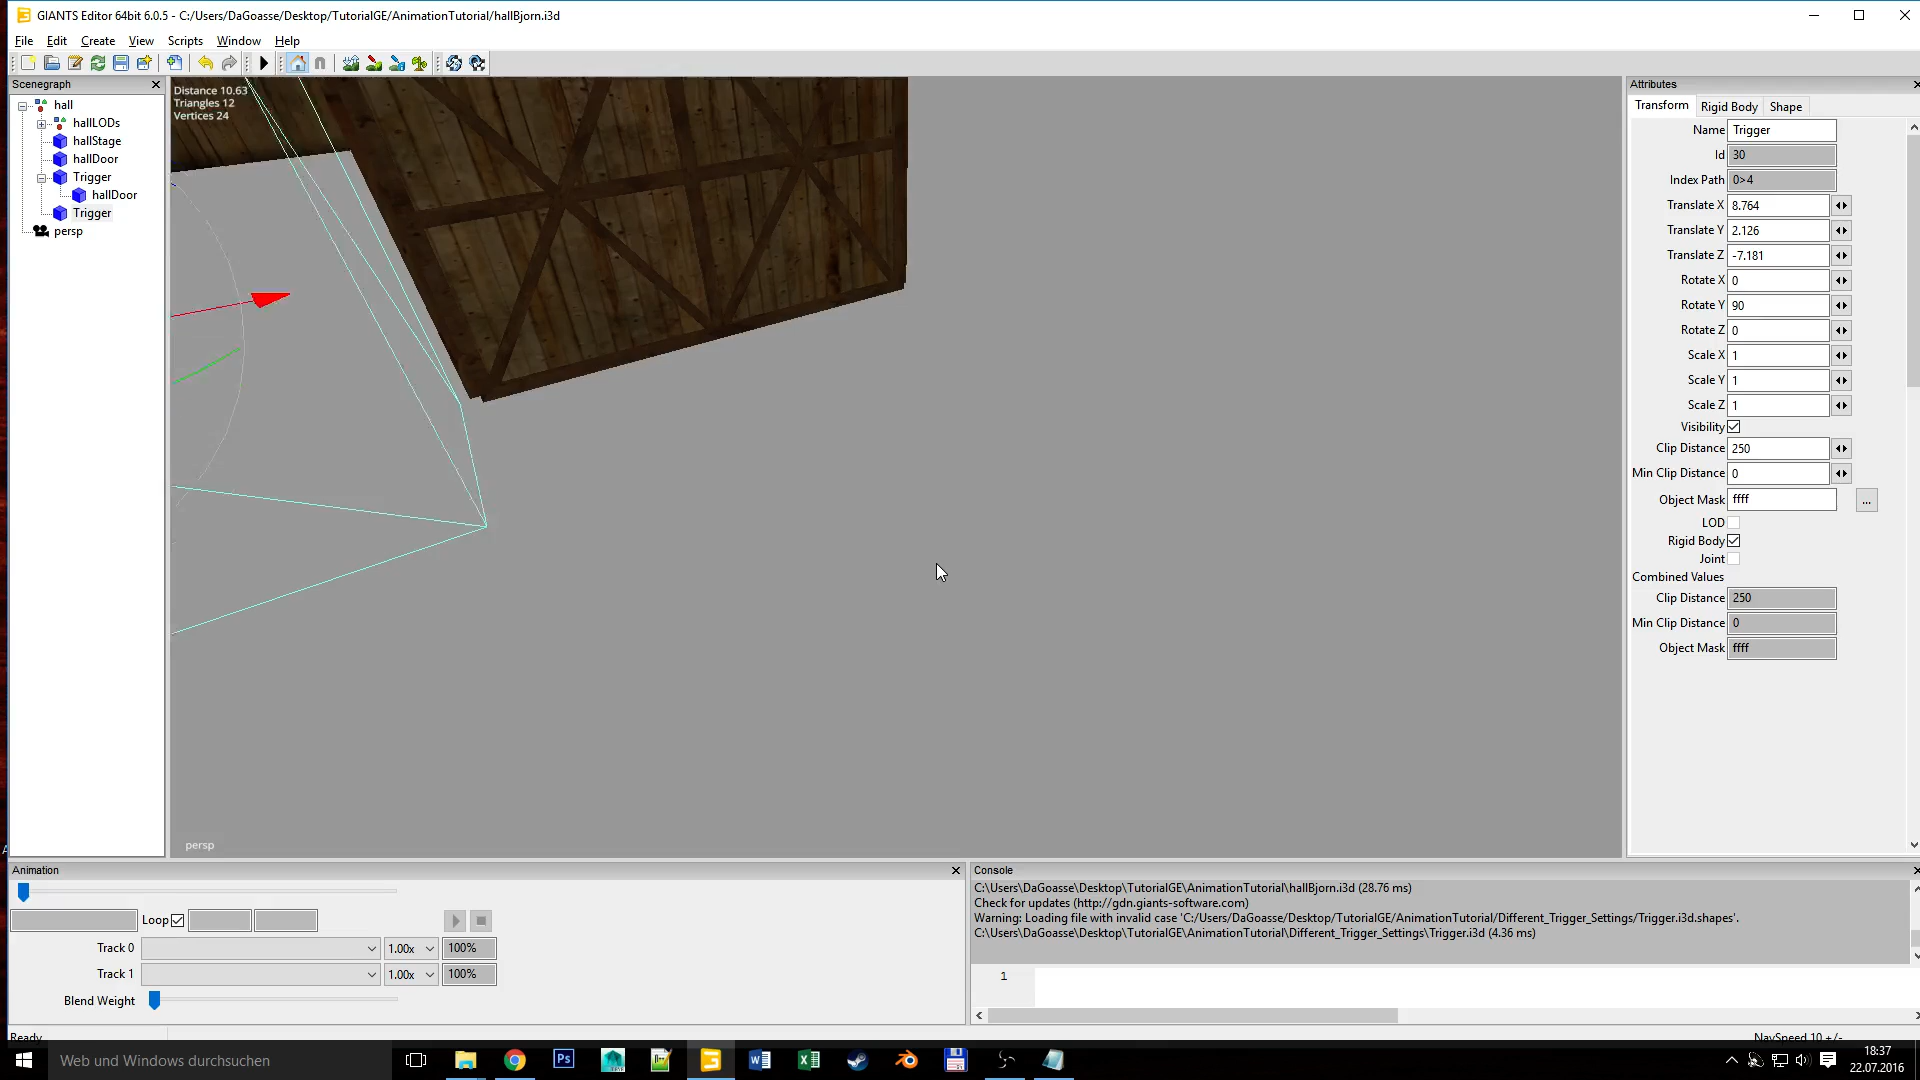 GIANTS Editor 64bit 6.0.5 - C:/Users/DaGoasse/Desktop/TutorialGE/AnimationTutorial/hallBjorn.i3d
File Edit Create View Scripts Window Help
Scenegraph
hall
hallLODs
hallStage
hallDoor
Trigger
hallDoor
Trigger
persp
Distance 10.63
Triangles 12
Vertices 24
persp
Attributes
Transform Rigid Body Shape
Name Trigger
Id 30
Index Path 0>4
Translate X 8.764
Translate Y 2.126
Translate Z -7.181
Rotate X 0
Rotate Y 90
Rotate Z 0
Scale X 1
Scale Y 1
Scale Z 1
Visibility
Clip Distance 250
Min Clip Distance 0
Object Mask ffff ...
LOD
Rigid Body
Joint
Combined Values
Clip Distance 250
Min Clip Distance 0
Object Mask ffff
Animation
Loop
Track 0 1.00x 100%
Track 1 1.00x 100%
Blend Weight
Console
C:\Users\DaGoasse\Desktop\TutorialGE\AnimationTutorial\hallBjorn.i3d (28.76 ms)
Check for updates (http://gdn.giants-software.com)
Warning: Loading file with invalid case 'C:/Users/DaGoasse/Desktop/TutorialGE/AnimationTutorial/Different_Trigger_Settings/Trigger.i3d.shapes'.
C:\Users\DaGoasse\Desktop\TutorialGE\AnimationTutorial\Different_Trigger_Settings\Trigger.i3d (4.36 ms)
1
Ready
NavSpeed 10 +/-
Web und Windows durchsuchen
18:37
22.07.2016